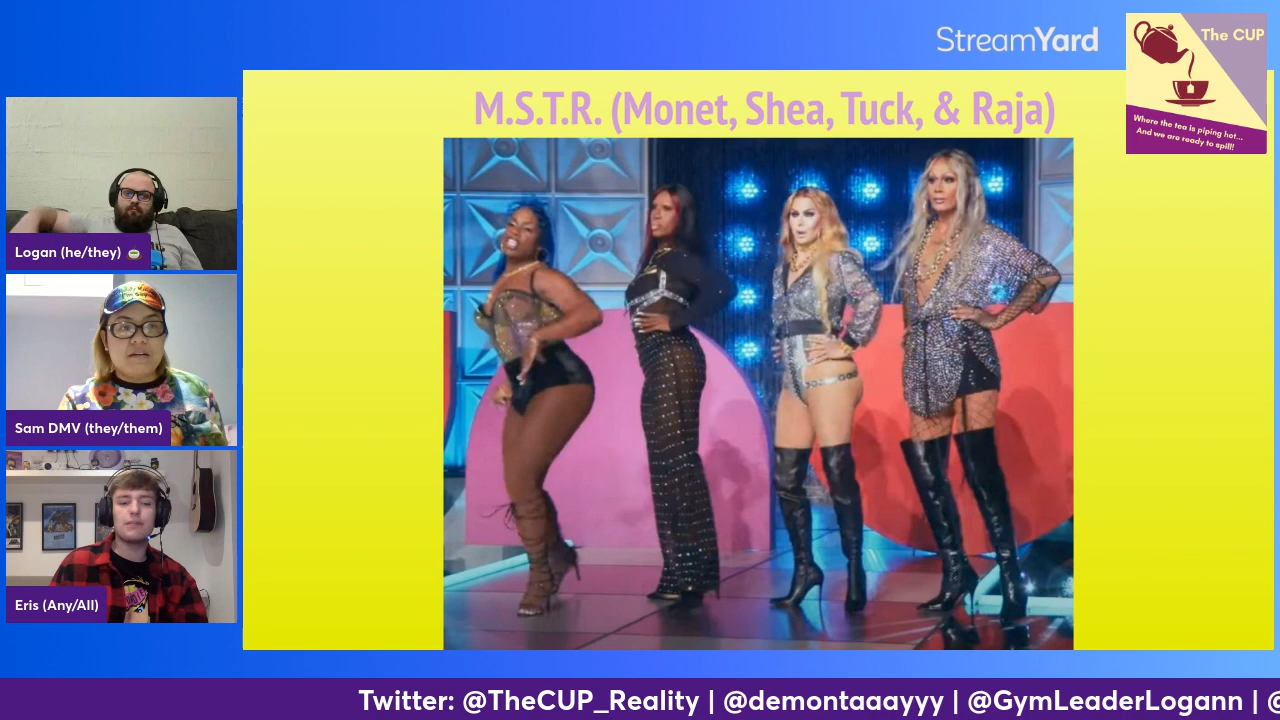 StreamYard
The CUP
Where the tea is piping hot...
And we are ready to spill!
M.S.T.R. (Monet, Shea, Tuck, & Raja)
Logan (he/they)
Sam DMV (they/them)
Eris (Any/All)
Twitter: @TheCUP_Reality | @demontaaayyy | @GymLeaderLogann | @